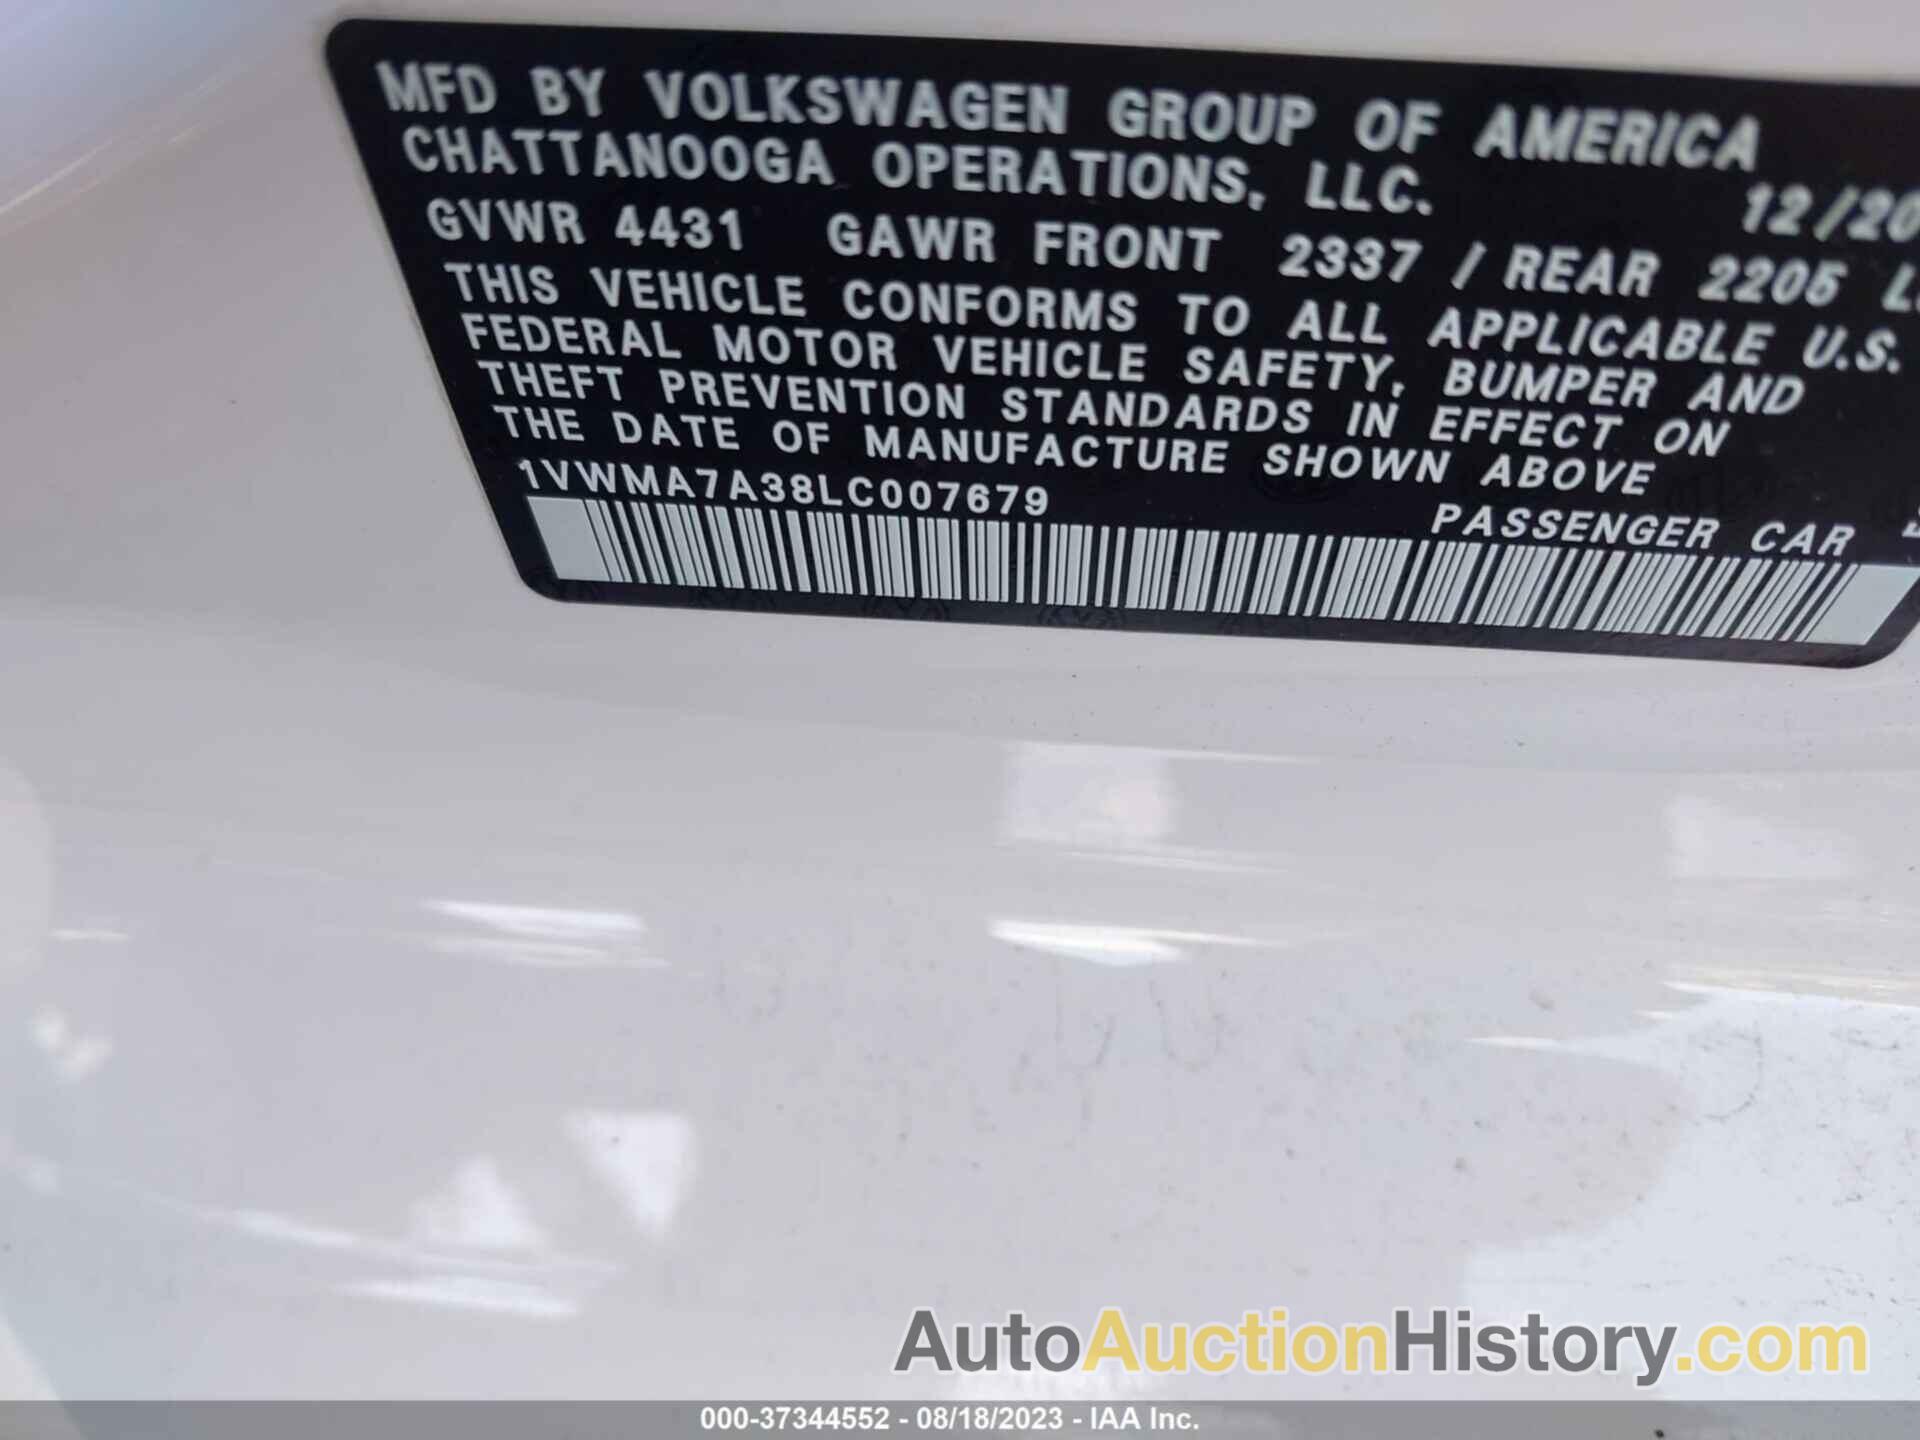 MFD BY VOLKSWAGEN GROUP OF AMERICA
CHATTANOOGA OPERATIONS, LLC.
12/20
GVWR 4431 GAWR FRONT 2337 / REAR 2205
THIS VEHICLE CONFORMS TO ALL APPLICABLE U.S.
FEDERAL MOTOR VEHICLE SAFETY, BUMPER AND
THEFT PREVENTION STANDARDS IN EFFECT ON
THE DATE OF MANUFACTURE SHOWN ABOVE
1VWMA7A38LC007679
PASSENGER CAR
AutoAuctionHistory.com
000-37344552 - 08/18/2023 - IAA Inc.